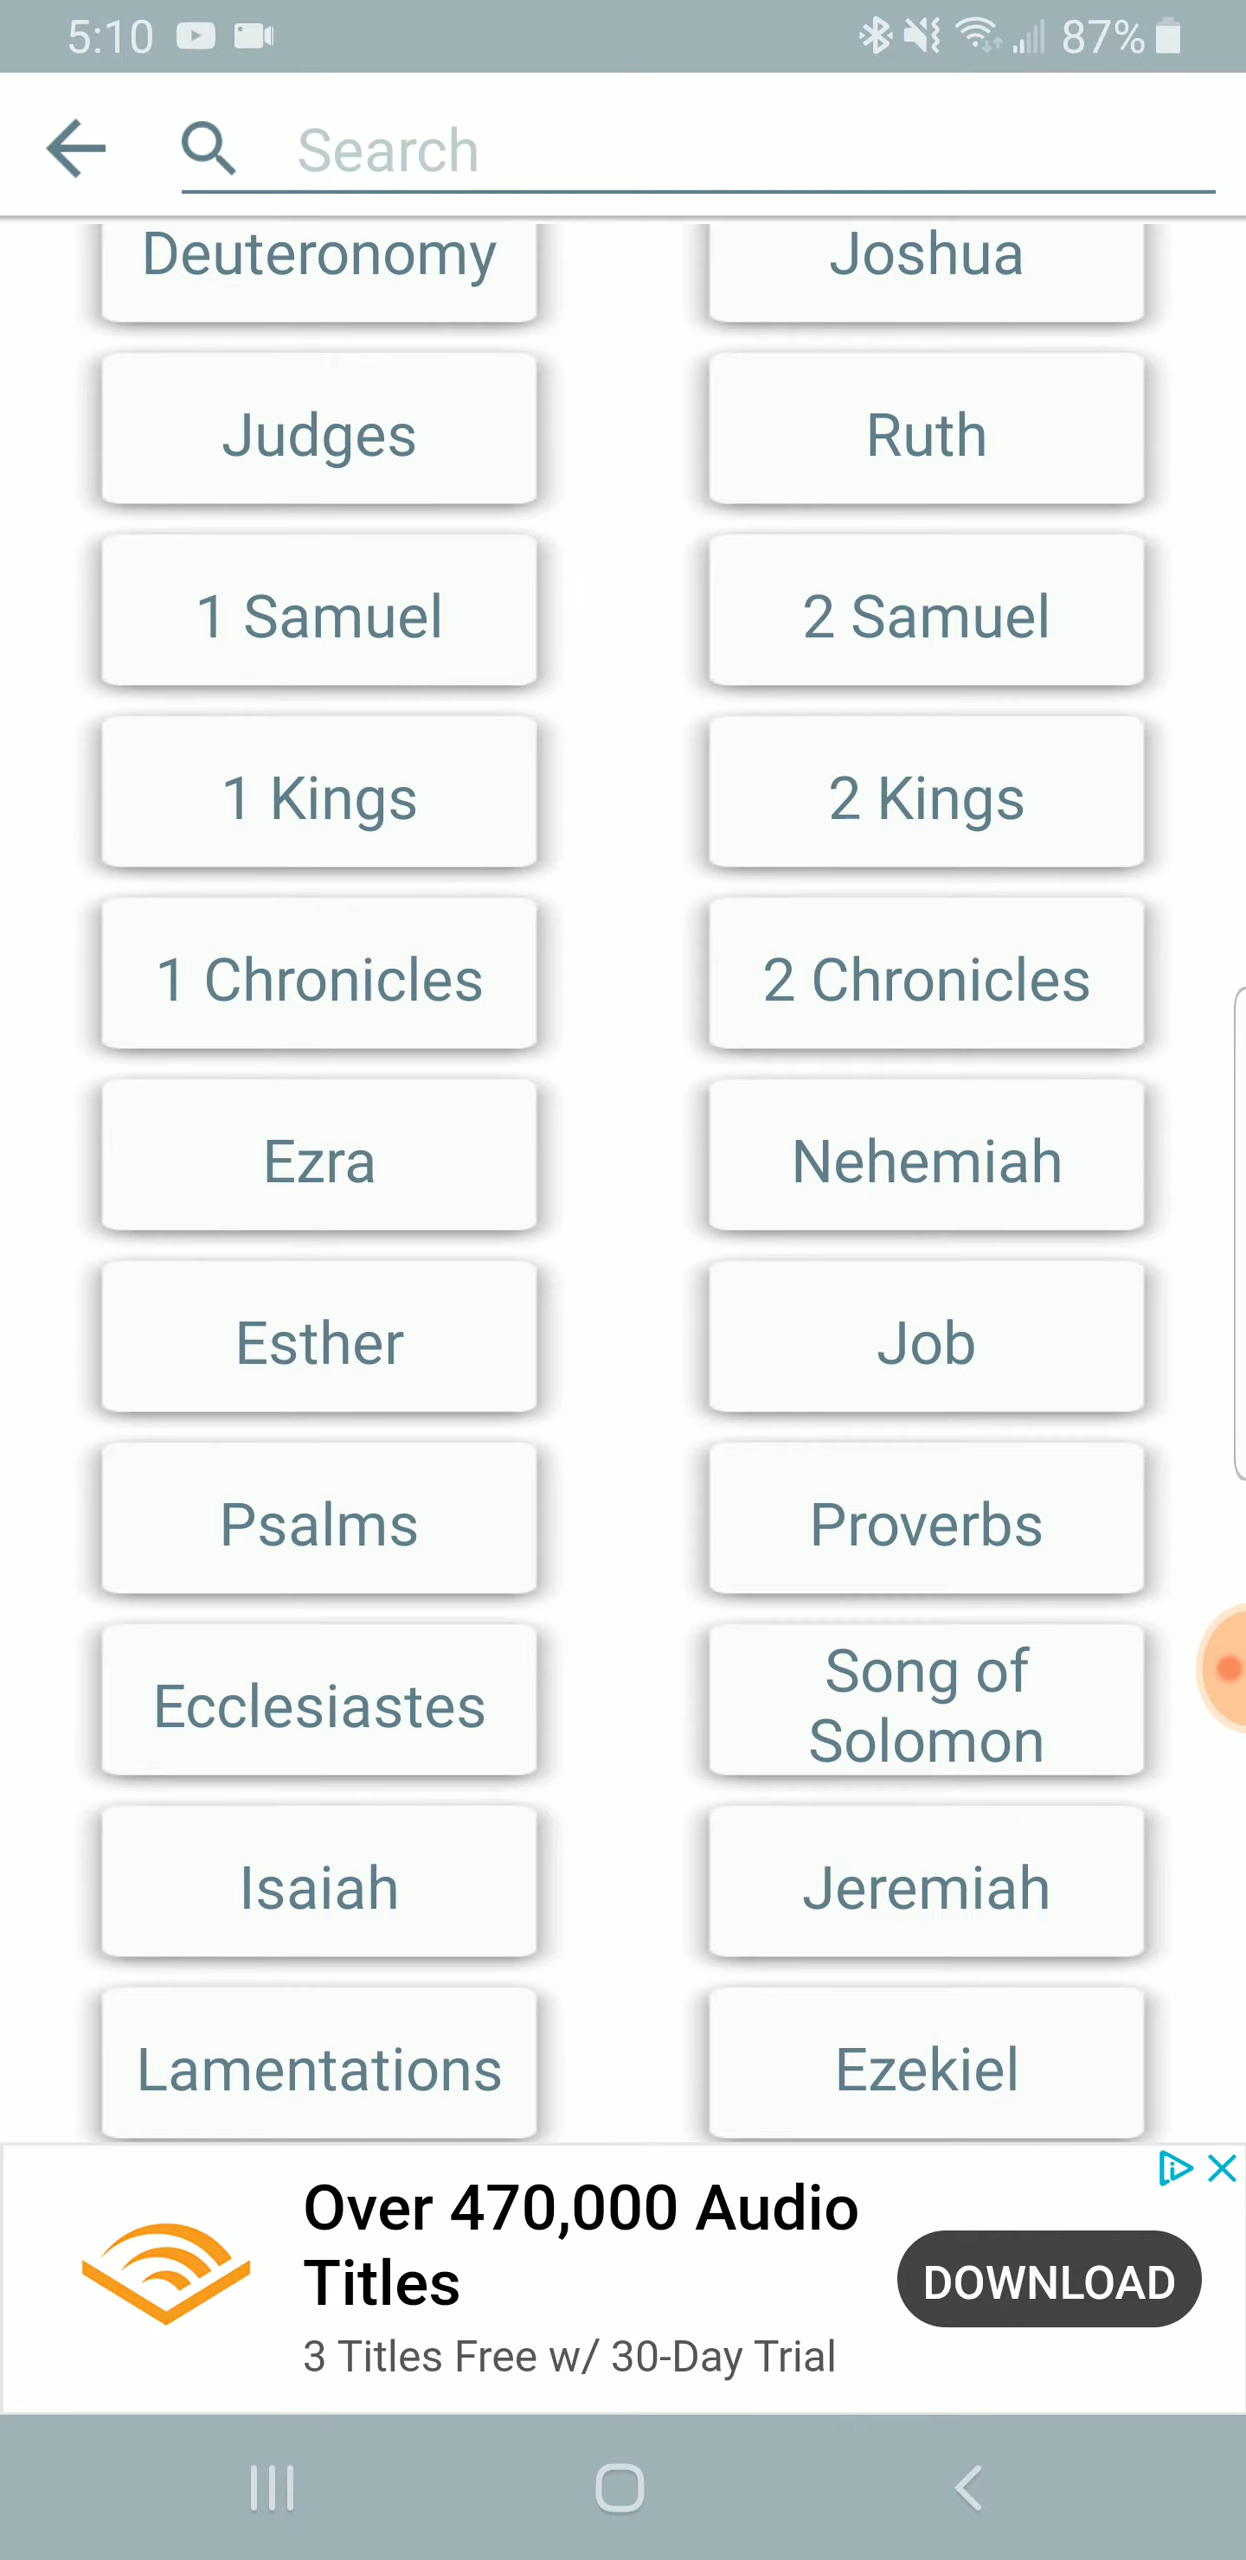 5:10
87%
Search
Deuteronomy
Joshua
Judges
Ruth
1 Samuel
2 Samuel
1 Kings
2 Kings
1 Chronicles
2 Chronicles
Ezra
Nehemiah
Esther
Job
Psalms
Proverbs
Ecclesiastes
Song of
Solomon
Isaiah
Jeremiah
Lamentations
Ezekiel
Over 470,000 Audio
Titles
3 Titles Free w/ 30-Day Trial
DOWNLOAD